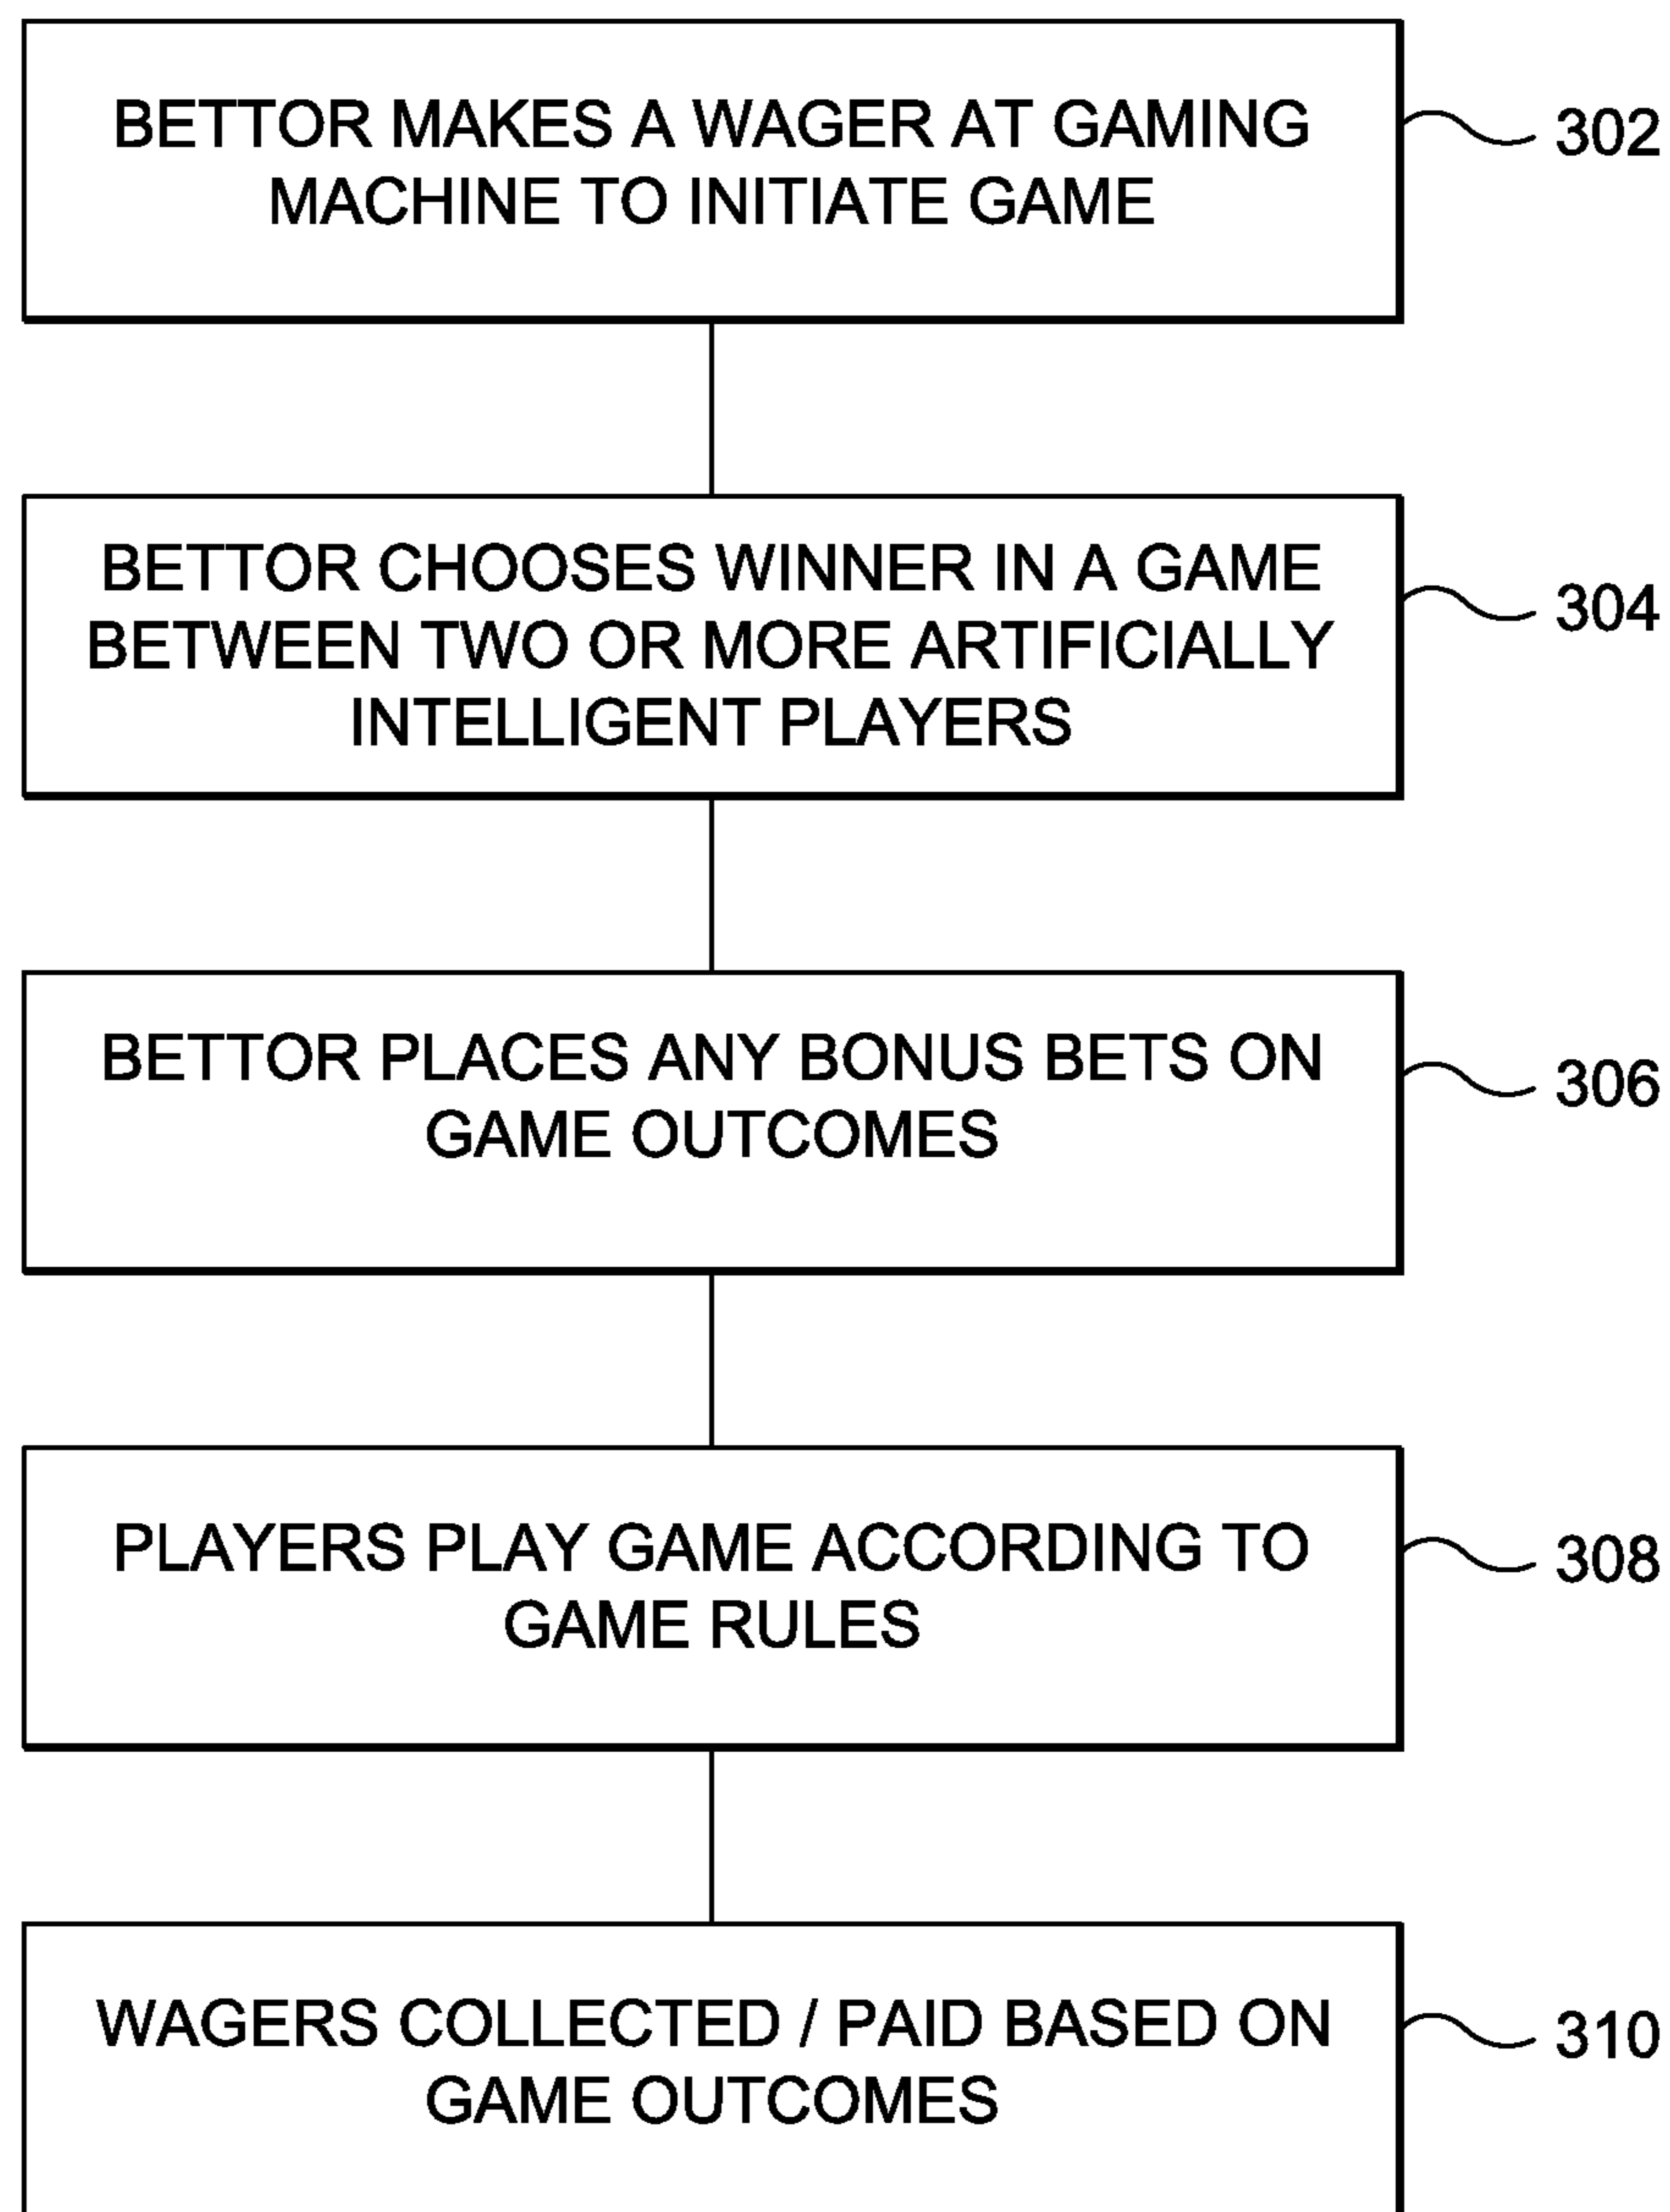 BETTOR MAKES A WAGER AT GAMING
MACHINE TO INITIATE GAME
302
BETTOR CHOOSES WINNER IN A GAME
BETWEEN TWO OR MORE ARTIFICIALLY
INTELLIGENT PLAYERS
304
BETTOR PLACES ANY BONUS BETS ON
GAME OUTCOMES
306
PLAYERS PLAY GAME ACCORDING TO
GAME RULES
308
WAGERS COLLECTED / PAID BASED ON
GAME OUTCOMES
310